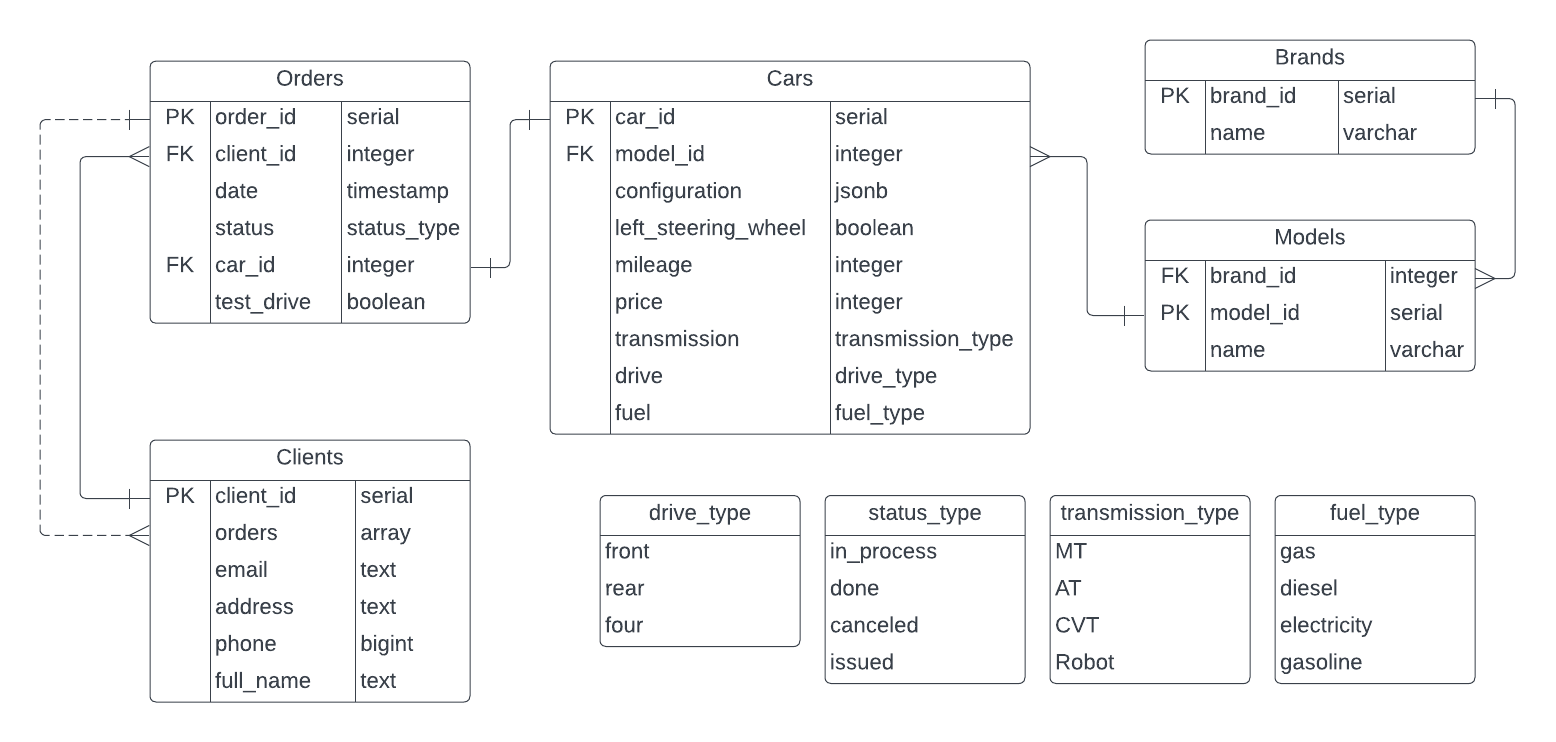 Orders
PK order_id serial
FK client_id integer
date timestamp
status status_type
FK car_id integer
test_drive boolean
Cars
PK car_id serial
FK model_id integer
configuration jsonb
left_steering_wheel boolean
mileage integer
price integer
transmission transmission_type
drive drive_type
fuel fuel_type
Brands
PK brand_id serial
name varchar
Models
FK brand_id integer
PK model_id serial
name varchar
Clients
PK client_id serial
orders array
email text
address text
phone bigint
full_name text
drive_type
front
rear
four
status_type
in_process
done
canceled
issued
transmission_type
MT
AT
CVT
Robot
fuel_type
gas
diesel
electricity
gasoline